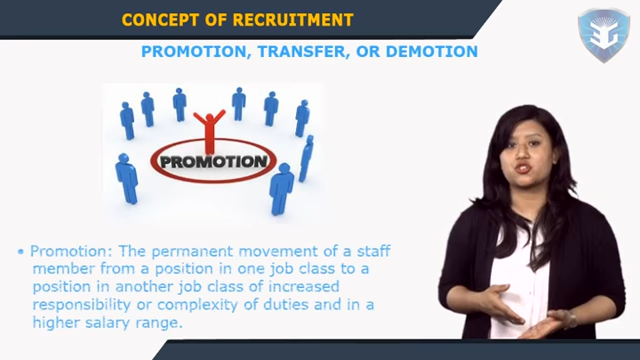 CONCEPT OF RECRUITMENT
PROMOTION, TRANSFER, OR DEMOTION
PROMOTION
• Promotion: The permanent movement of a staff
member from a position in one job class to a
position in another job class of increased
responsibility or complexity of duties and in a
higher salary range.